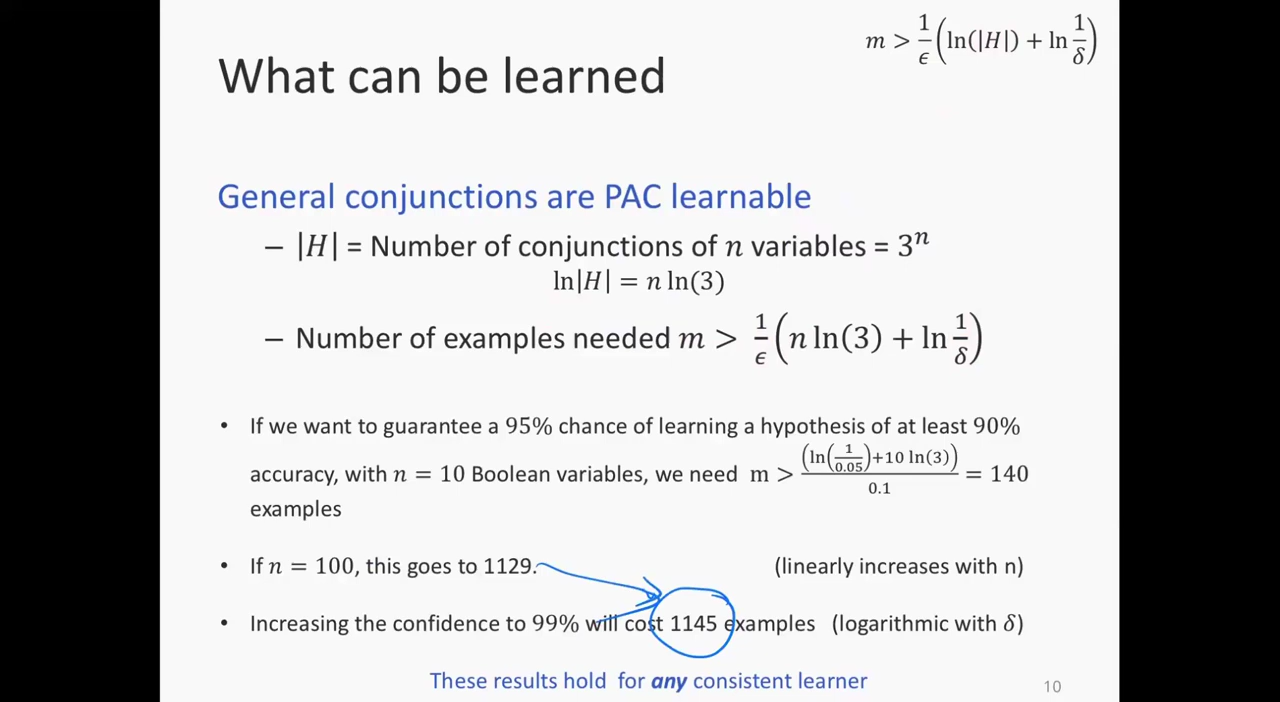 m > 1/ϵ (ln(|H|) + ln 1/δ)
What can be learned
General conjunctions are PAC learnable
– |H| = Number of conjunctions of n variables = 3ⁿ
ln|H| = n ln(3)
– Number of examples needed m > 1/ϵ (n ln(3) + ln 1/δ)
• If we want to guarantee a 95% chance of learning a hypothesis of at least 90%
accuracy, with n = 10 Boolean variables, we need m > (ln(1/0.05)+10 ln(3))/0.1 = 140
examples
• If n = 100, this goes to 1129. (linearly increases with n)
• Increasing the confidence to 99% will cost 1145 examples (logarithmic with δ)
These results hold for any consistent learner
10